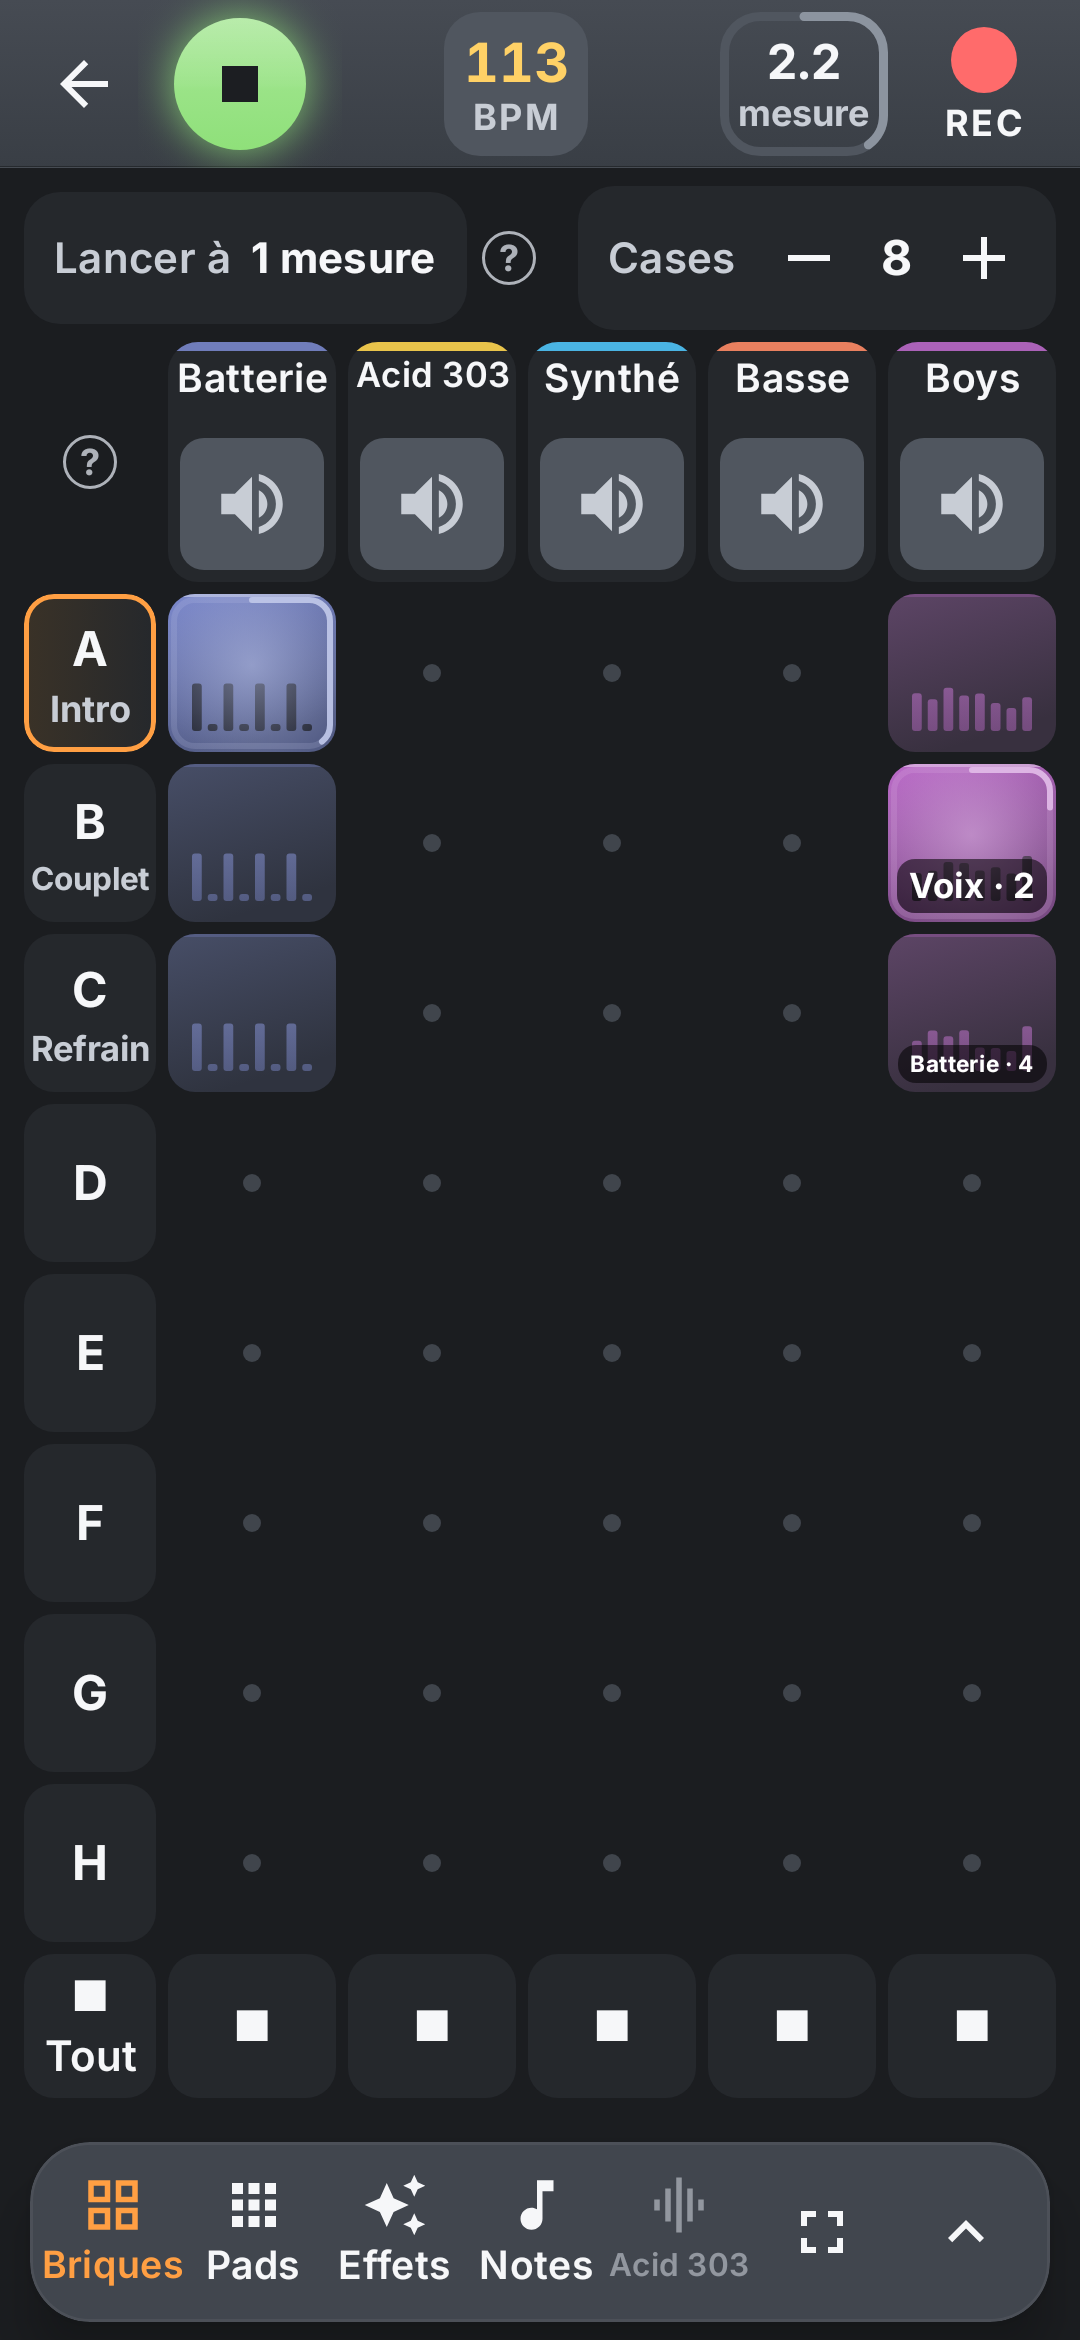 113
BPM
2.2
mesure
REC
Lancer à 1 mesure
?
Cases
8
Batterie
Acid 303
Synthé
Basse
Boys
?
A
Intro
B
Couplet
Voix · 2
C
Refrain
Batterie · 4
D
E
F
G
H
Tout
Briques
Pads
Effets
Notes
Acid 303